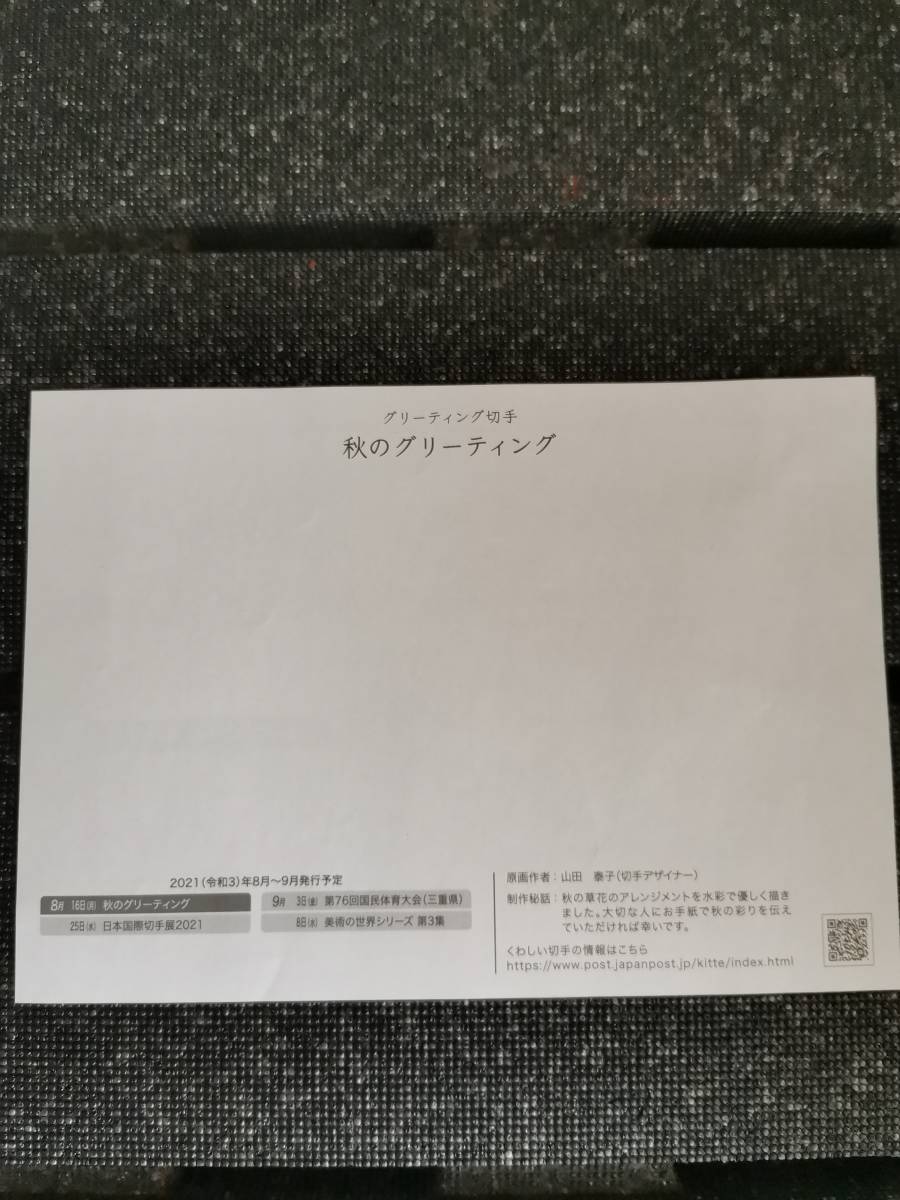 グリーティング切手
秋のグリーティング
2021(令和3)年8月~9月発行予定
8月 16日(月) 秋のグリーティング
25日(水) 日本国際切手展2021
9月 3日(金) 第76回国民体育大会(三重県)
8日(水) 美術の世界シリーズ 第3集
原画作者:山田 泰子(切手デザイナー)
制作秘話:秋の草花のアレンジメントを水彩で優しく描き
ました。大切な人にお手紙で秋の彩りを伝え
ていただければ幸いです。
くわしい切手の情報はこちら
https://www.post.japanpost.jp/kitte/index.html